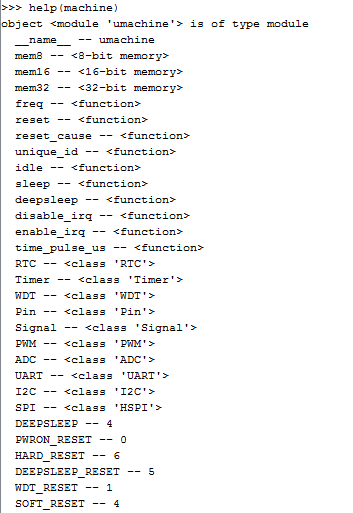 >>> help(machine)
object <module 'umachine'> is of type module
  __name__ -- umachine
  mem8 -- <8-bit memory>
  mem16 -- <16-bit memory>
  mem32 -- <32-bit memory>
  freq -- <function>
  reset -- <function>
  reset_cause -- <function>
  unique_id -- <function>
  idle -- <function>
  sleep -- <function>
  deepsleep -- <function>
  disable_irq -- <function>
  enable_irq -- <function>
  time_pulse_us -- <function>
  RTC -- <class 'RTC'>
  Timer -- <class 'Timer'>
  WDT -- <class 'WDT'>
  Pin -- <class 'Pin'>
  Signal -- <class 'Signal'>
  PWM -- <class 'PWM'>
  ADC -- <class 'ADC'>
  UART -- <class 'UART'>
  I2C -- <class 'I2C'>
  SPI -- <class 'HSPI'>
  DEEPSLEEP -- 4
  PWRON_RESET -- 0
  HARD_RESET -- 6
  DEEPSLEEP_RESET -- 5
  WDT_RESET -- 1
  SOFT_RESET -- 4